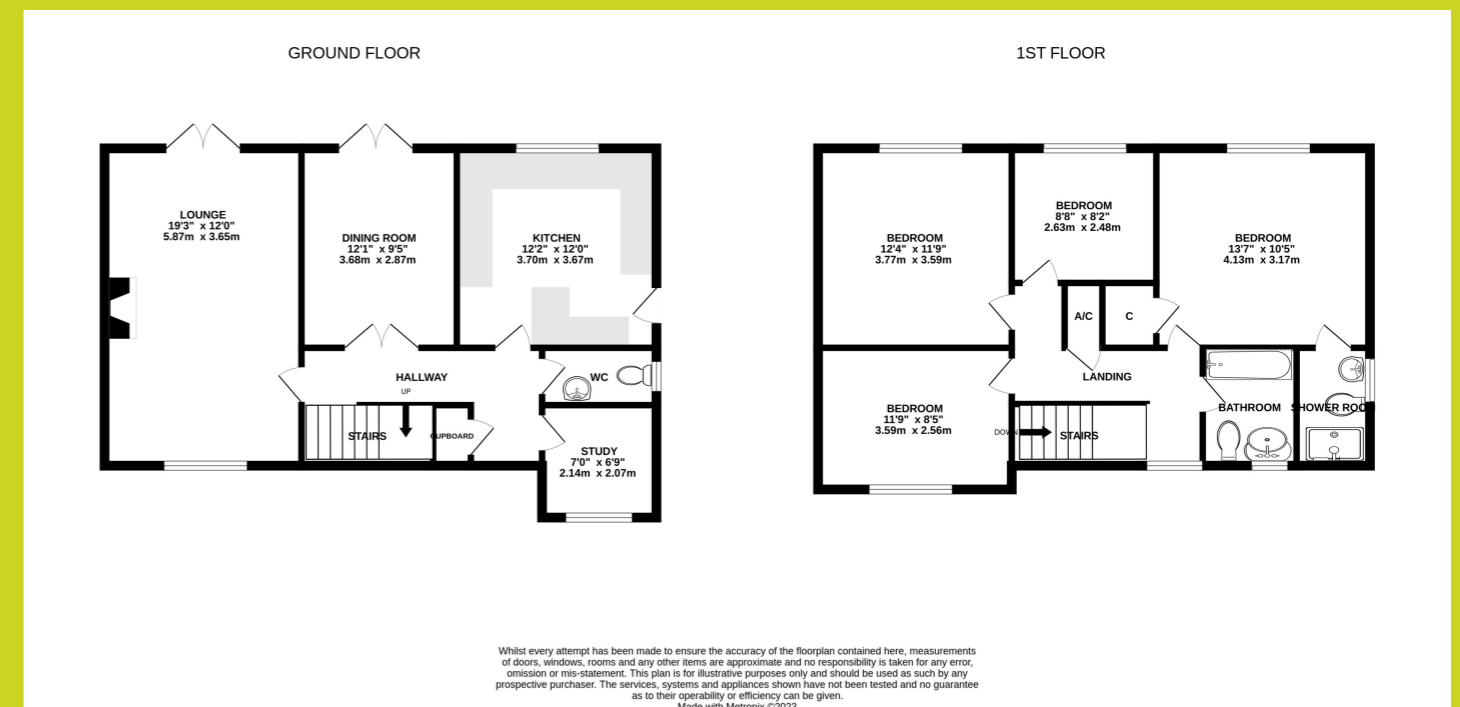 GROUND FLOOR
1ST FLOOR
LOUNGE
19'3" x 12'0"
5.87m x 3.65m
DINING ROOM
12'1" x 9'5"
3.68m x 2.87m
KITCHEN
12'2" x 12'0"
3.70m x 3.67m
HALLWAY
UP
WC
STAIRS
CUPBOARD
STUDY
7'0" x 6'9"
2.14m x 2.07m
BEDROOM
12'4" x 11'9"
3.77m x 3.59m
BEDROOM
8'8" x 8'2"
2.63m x 2.48m
BEDROOM
13'7" x 10'5"
4.13m x 3.17m
A/C
C
LANDING
BEDROOM
11'9" x 8'5"
3.59m x 2.56m
DOWN
STAIRS
BATHROOM
SHOWER ROOM
Whilst every attempt has been made to ensure the accuracy of the floorplan contained here, measurements
of doors, windows, rooms and any other items are approximate and no responsibility is taken for any error,
omission or mis-statement. This plan is for illustrative purposes only and should be used as such by any
prospective purchaser. The services, systems and appliances shown have not been tested and no guarantee
as to their operability or efficiency can be given.
Made with Metropix ©2023